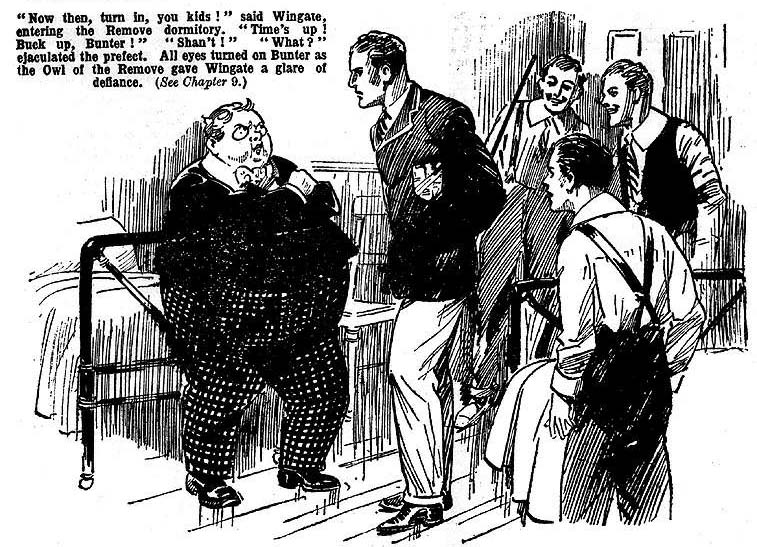 "Now then, turn in, you kids!" said Wingate,
entering the Remove dormitory. "Time's up!
Buck up, Bunter!" "Shan't!" "What?"
ejaculated the prefect. All eyes turned on Bunter as
the Owl of the Remove gave Wingate a glare of
defiance. (See Chapter 9.)